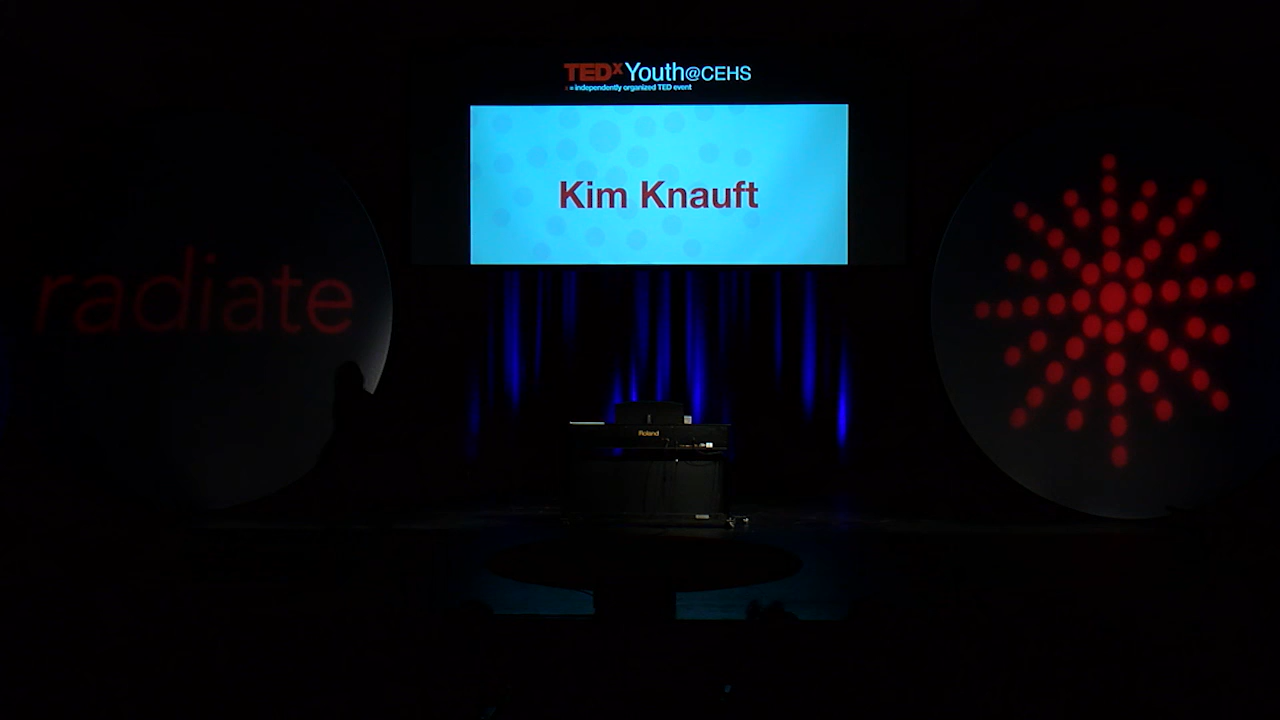 TEDxYouth@CEHS
x = independently organized TED event
Kim Knauft
radiate
Roland